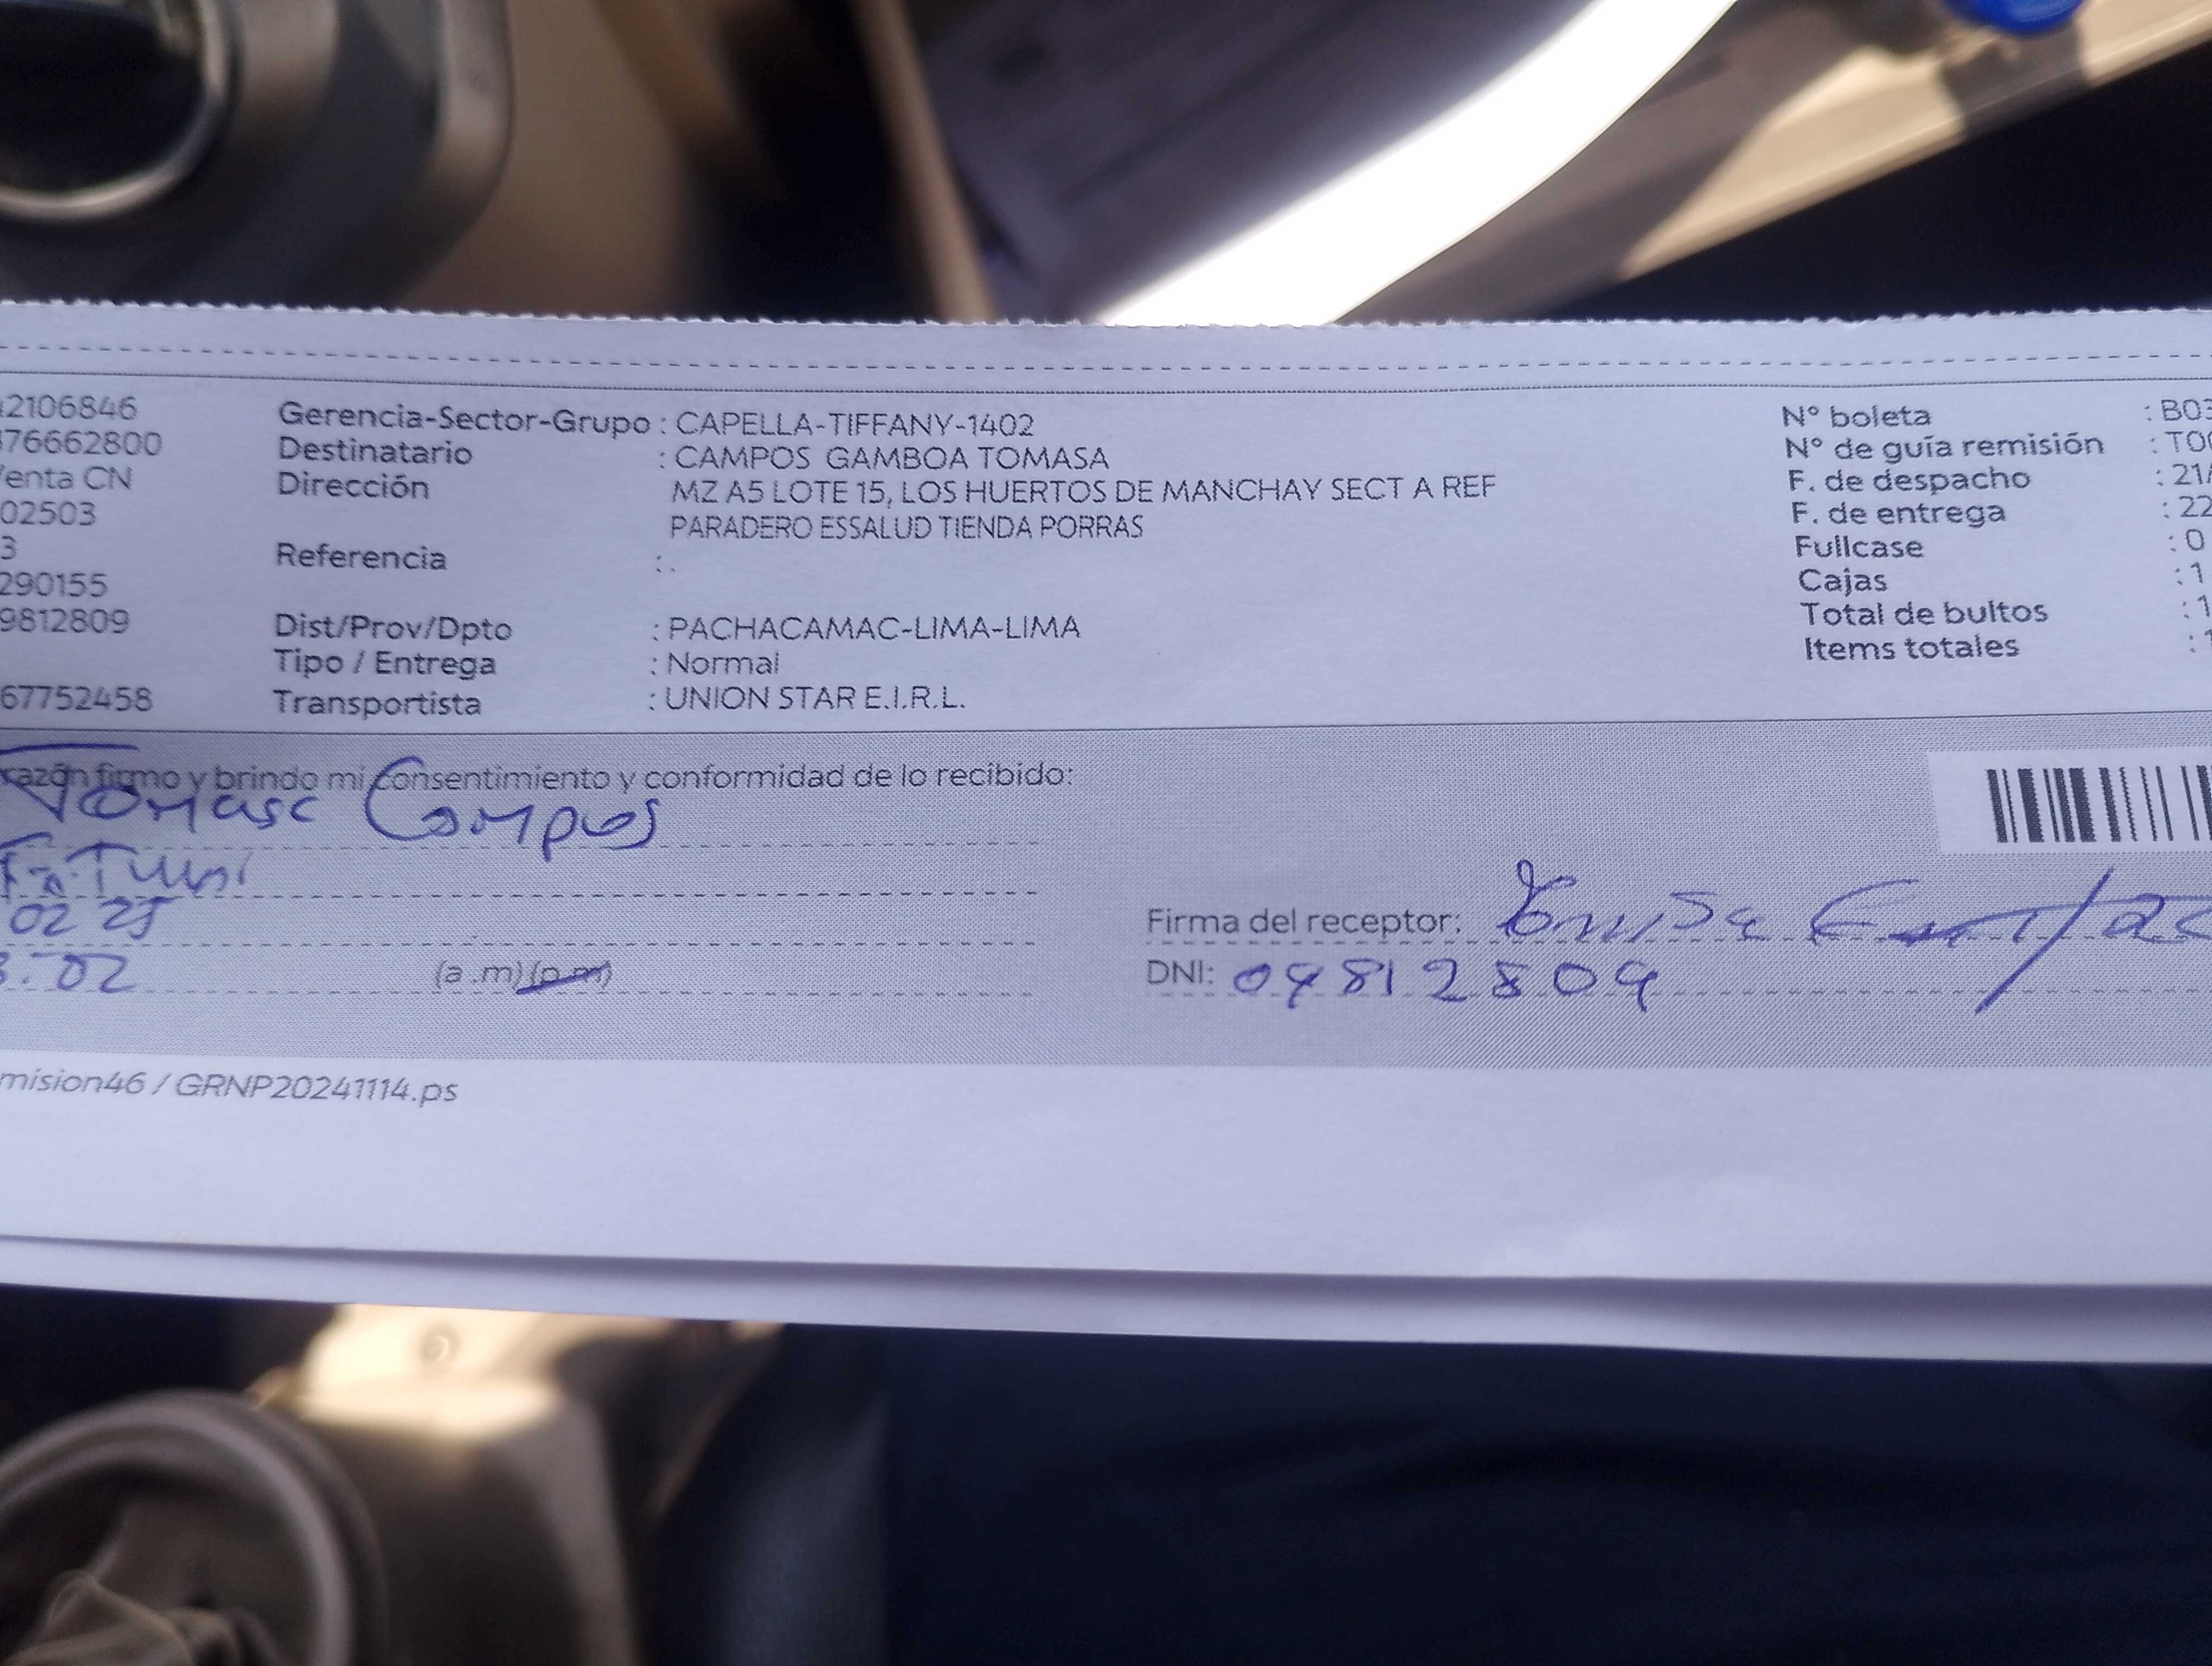 2106846 Gerencia-Sector-Grupo : CAPELLA-TIFFANY-1402 N° boleta : B03
76662800 Destinatario : CAMPOS GAMBOA TOMASA N° de guía remisión : T00
Venta CN Dirección MZ A5 LOTE 15, LOS HUERTOS DE MANCHAY SECT A REF F. de despacho : 21/
02503 PARADERO ESSALUD TIENDA PORRAS F. de entrega : 22
3 Referencia : . Fullcase : 0
290155 Cajas : 1
9812809 Dist/Prov/Dpto : PACHACAMAC-LIMA-LIMA Total de bultos : 1
Tipo / Entrega : Normal Items totales : 1
67752458 Transportista : UNION STAR E.I.R.L.
razón firmo y brindo mi consentimiento y conformidad de lo recibido:
Tomasa Campos
02 25 Firma del receptor:
:02 (a.m) (p.m) DNI: 09812809
mision46 / GRNP20241114.ps